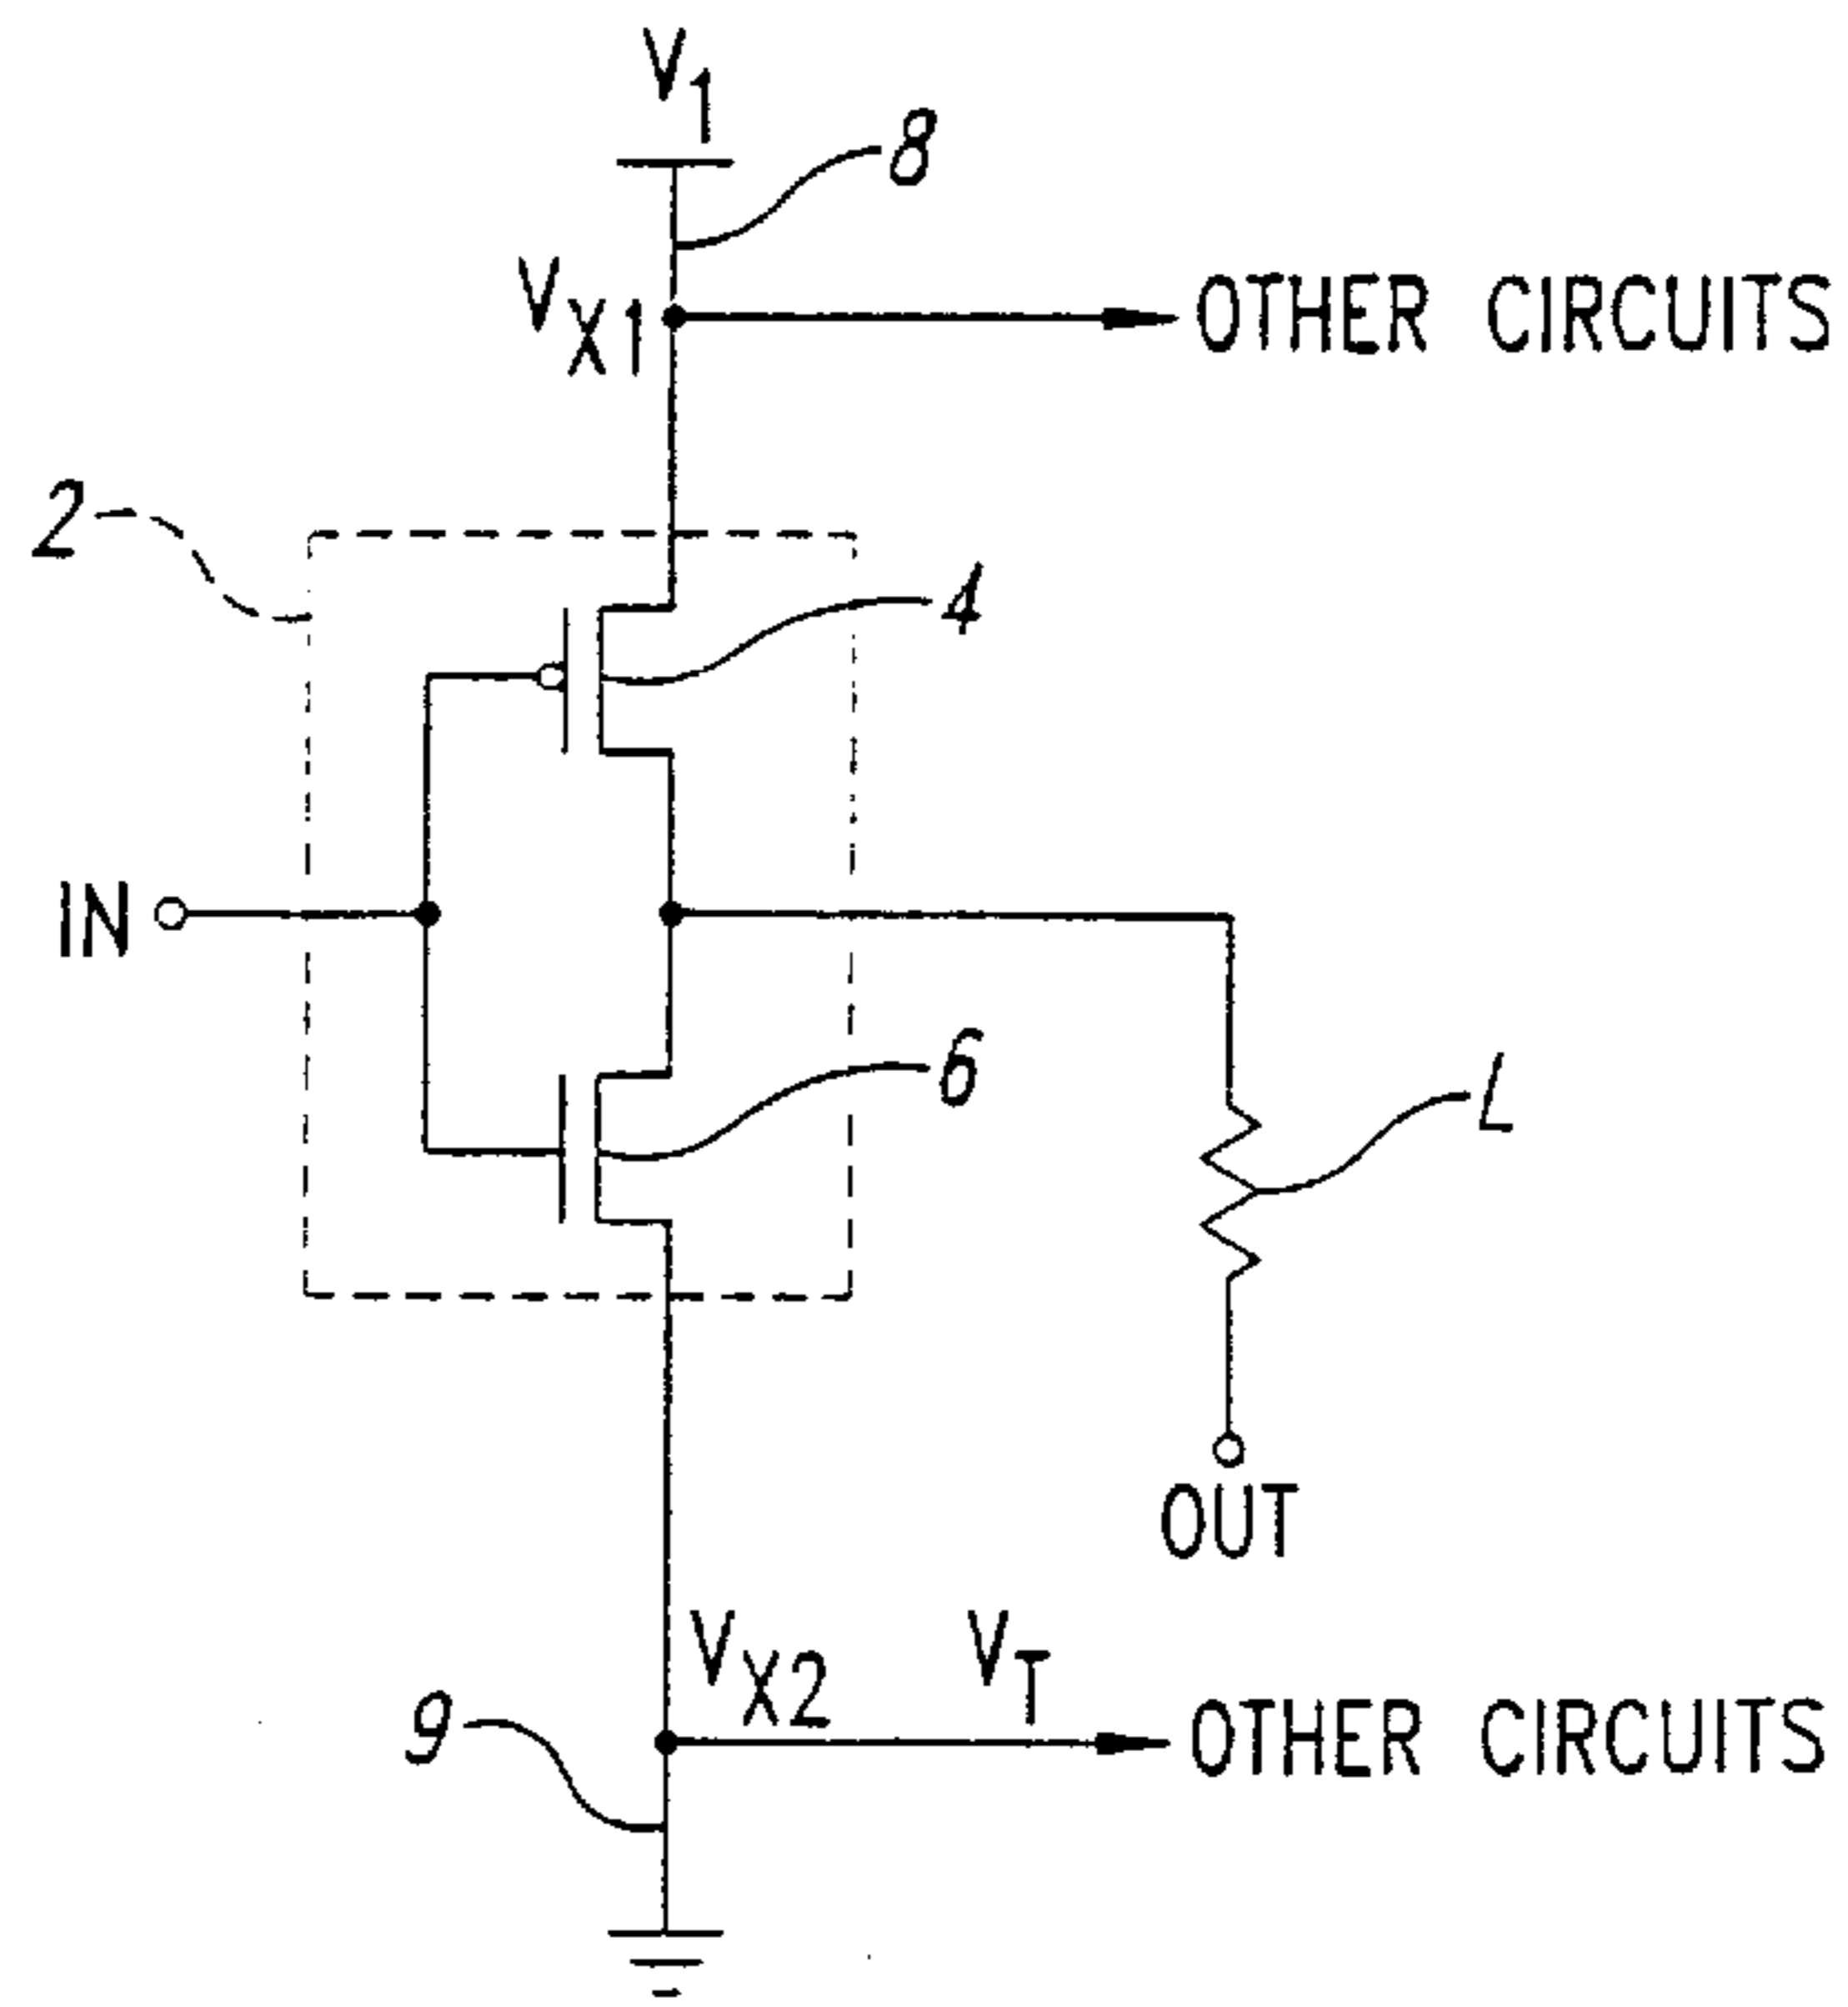 V1
8
VX1
OTHER CIRCUITS
2
4
IN
6
L
OUT
VX2
VT
9
OTHER CIRCUITS